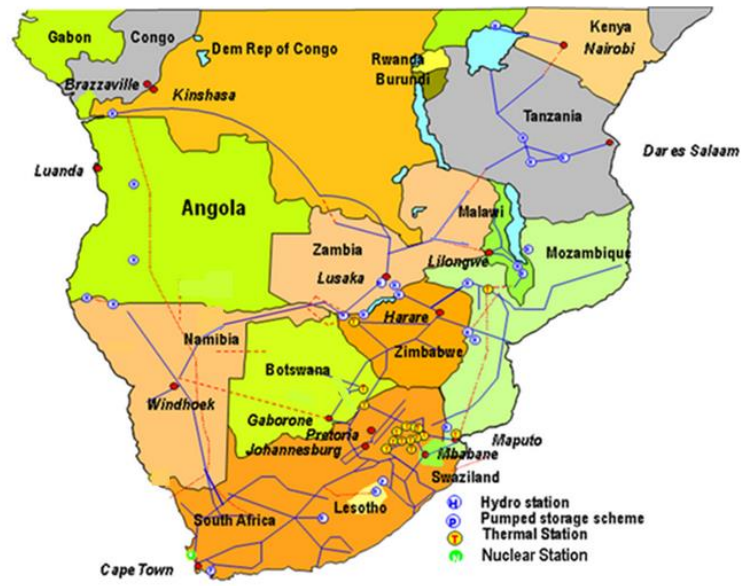 Gabon
Congo
Dem Rep of Congo
Kenya
Nairobi
Rwanda
Burundi
Brazzaville
Kinshasa
Tanzania
Dar es Salaam
Luanda
Angola
Malawi
Zambia
Lilongwe
Mozambique
Lusaka
Harare
Namibia
Zimbabwe
Botswana
Windhoek
Gaborone
Pretoria
Johannesburg
Maputo
Mbabane
Swaziland
Lesotho
South Africa
Cape Town
H Hydro station
P Pumped storage scheme
T Thermal Station
Nuclear Station